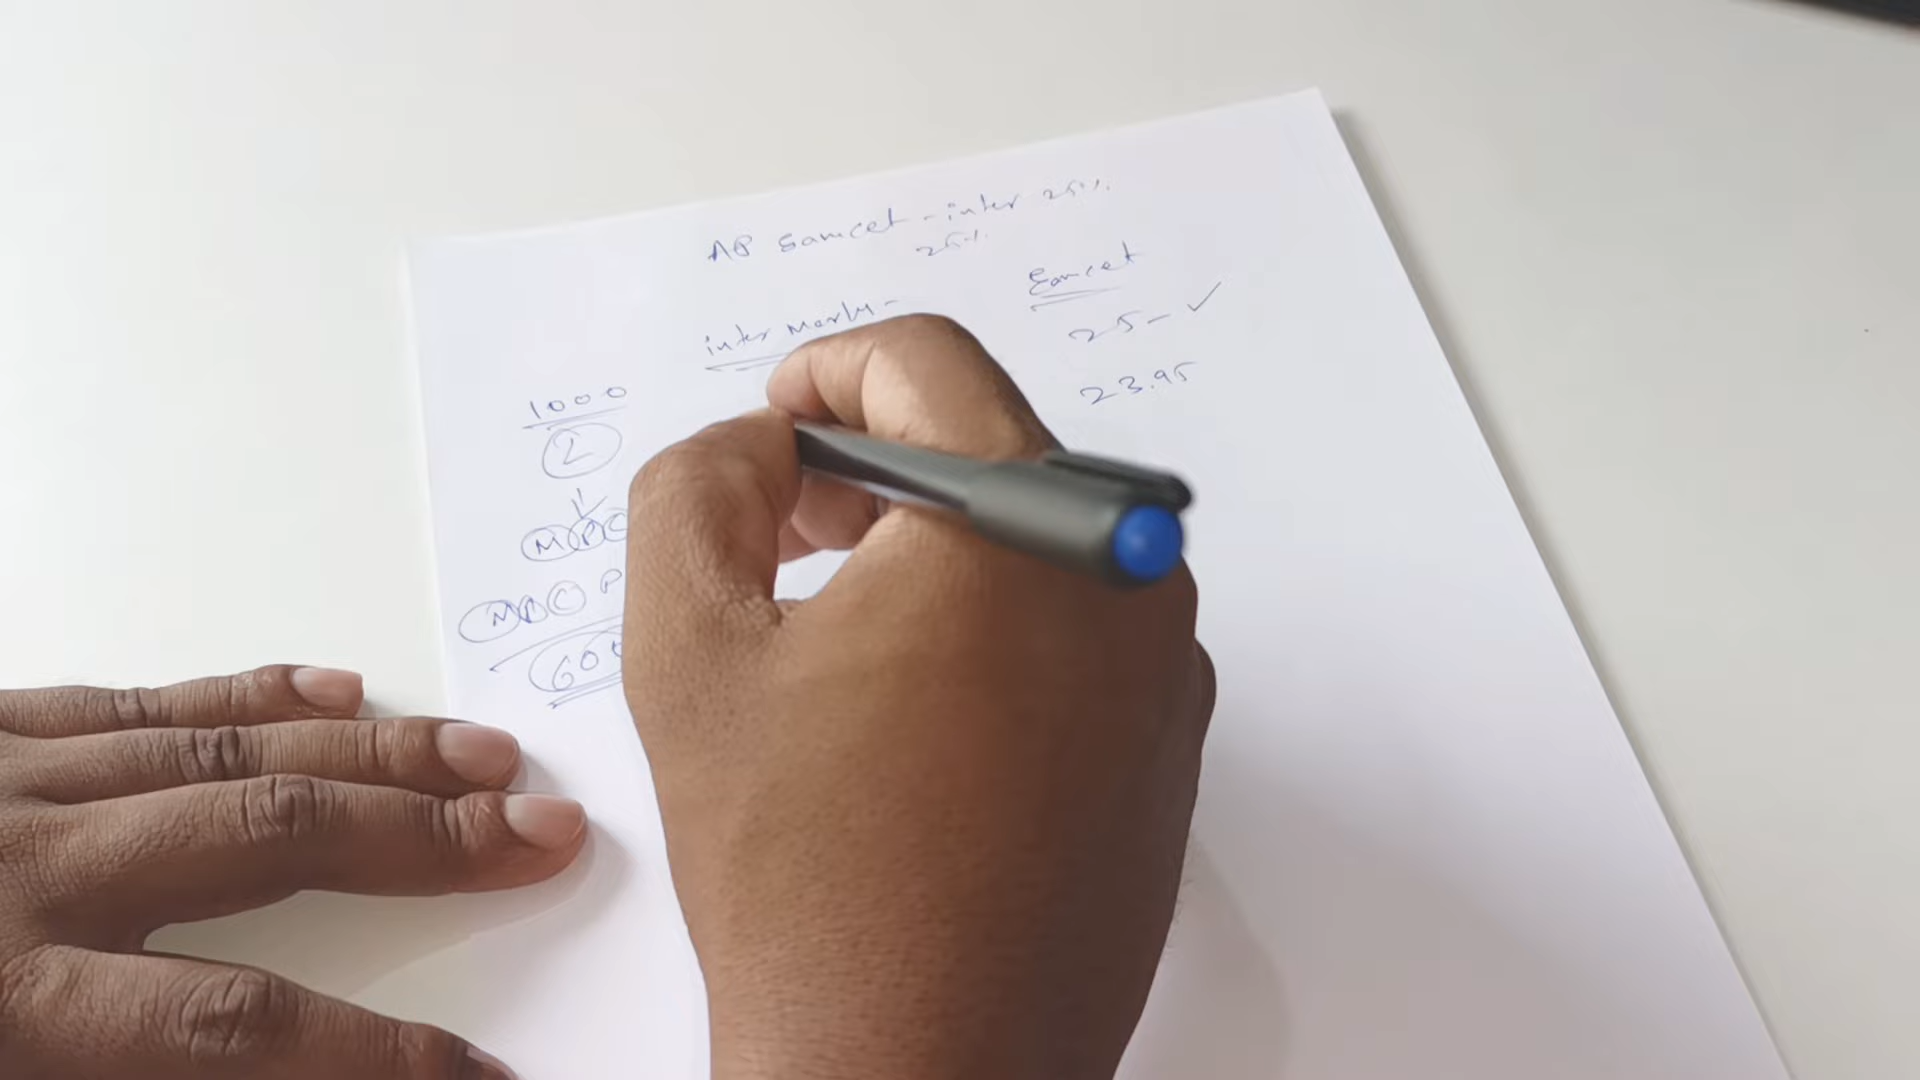 AP Eamcet - inter 25%.
25%.
inter Marks -
Eamcet
25 - ✓
23.95
1000
2
M P C
M P C P
600